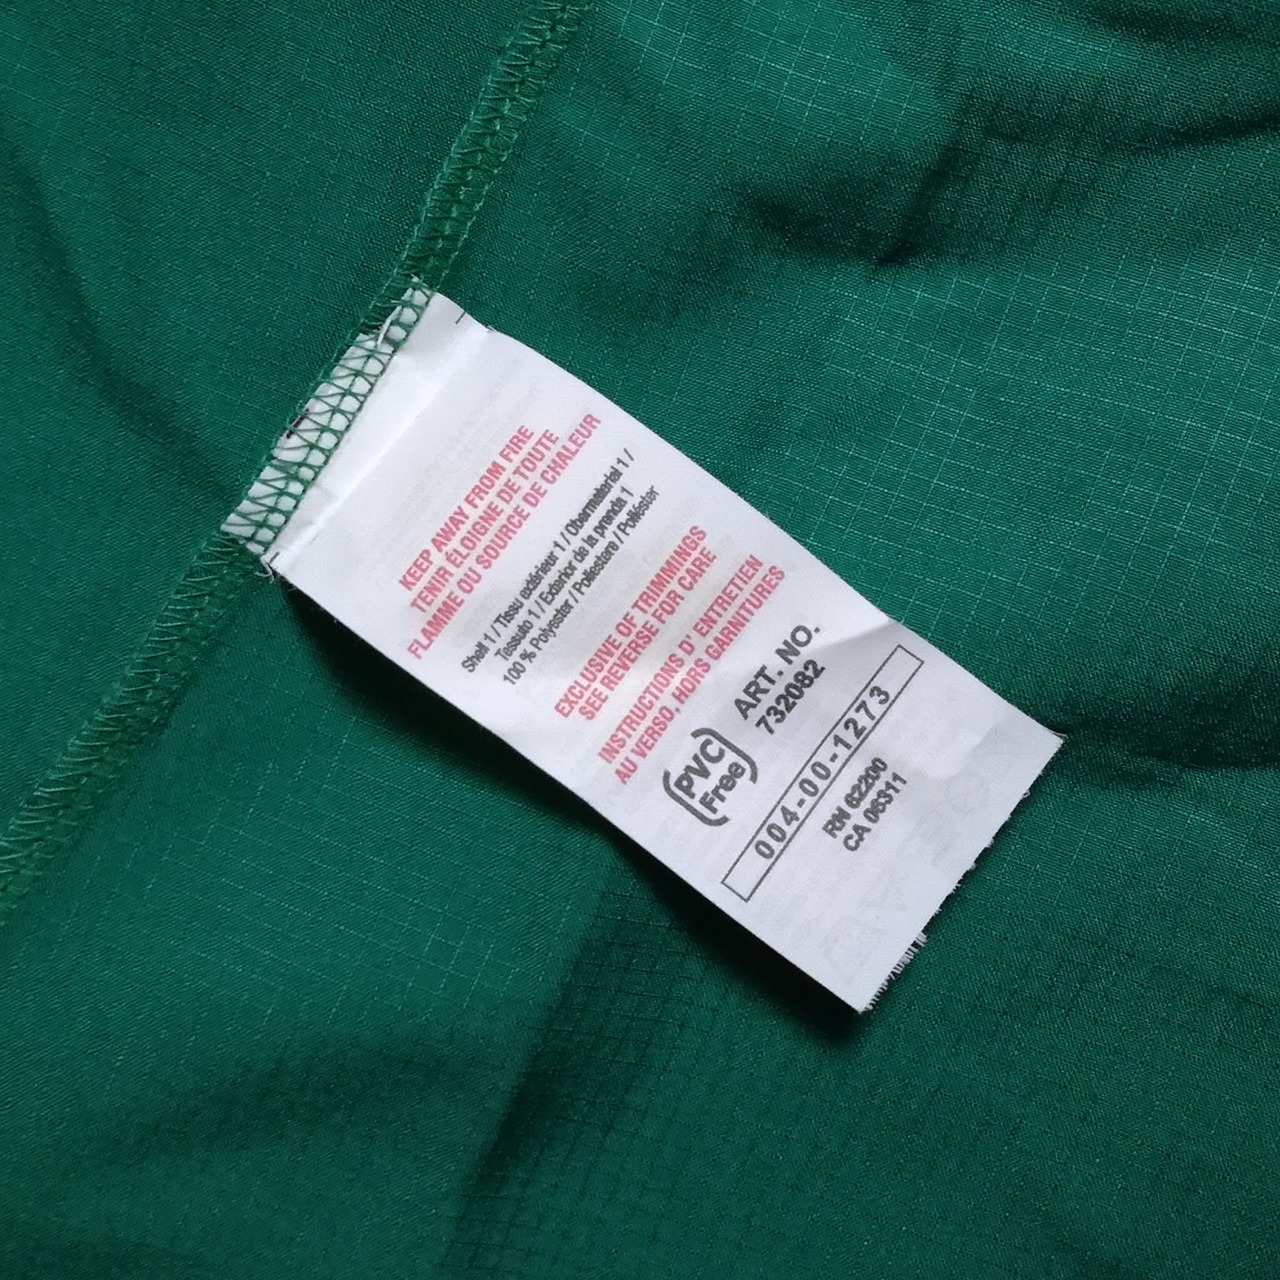 KEEP AWAY FROM FIRE
TENIR ÉLOIGNE DE TOUTE
FLAMME OU SOURCE DE CHALEUR
Shell 1 / Tissu extérieur 1 / Obermaterial 1 /
Tessuto 1 / Exterior de la prenda 1
100 % Polyester / Poliestere / Poliéster
EXCLUSIVE OF TRIMMINGS
SEE REVERSE FOR CARE
INSTRUCTIONS D' ENTRETIEN
AU VERSO, HORS GARNITURES
PVC
Free
ART. NO.
732082
004-00-1273
RN 62200
CA 06311